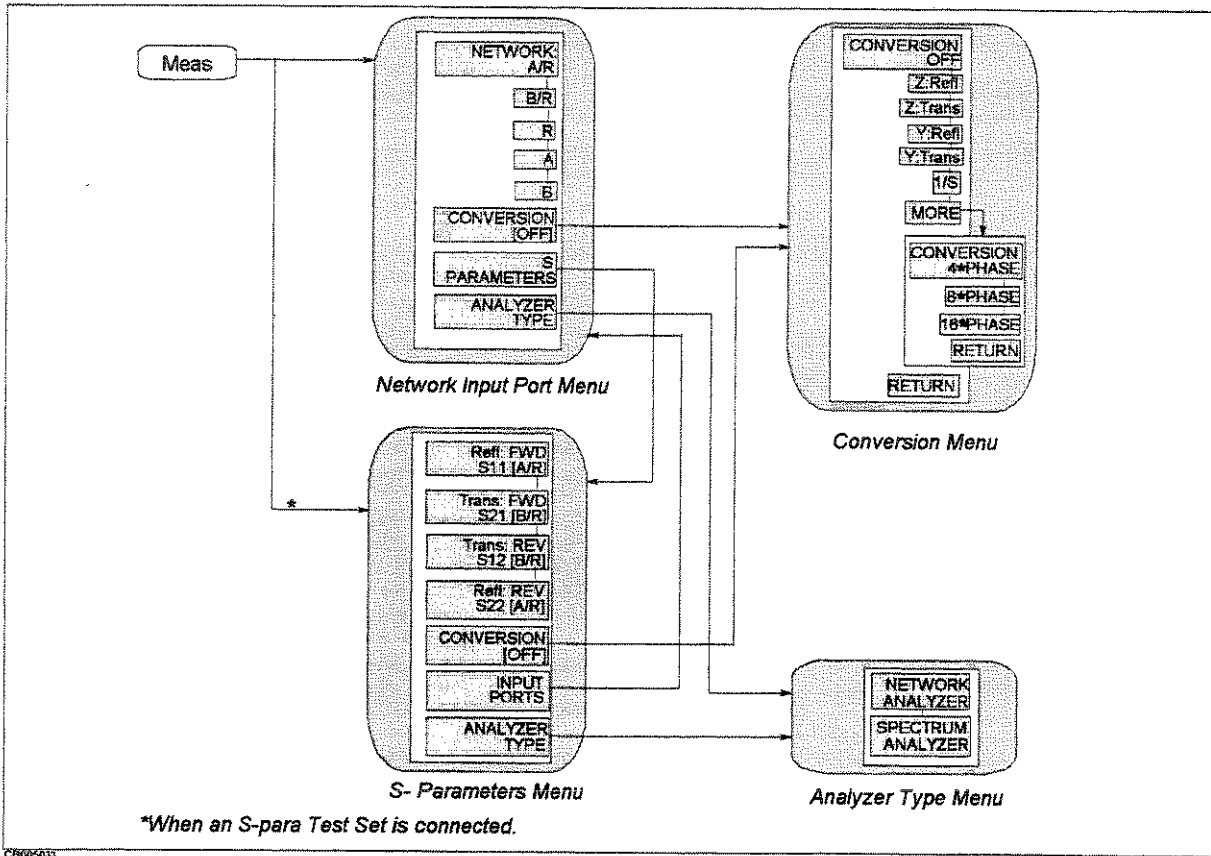 Meas
NETWORK
A/R
B/R
R
A
B
CONVERSION
[OFF]
S
PARAMETERS
ANALYZER
TYPE
Network Input Port Menu
CONVERSION
OFF
Z:Refl
Z:Trans
Y:Refl
Y:Trans
1/S
MORE
CONVERSION
4*PHASE
8*PHASE
16*PHASE
RETURN
RETURN
Conversion Menu
*
Refl: FWD
S11 [A/R]
Trans: FWD
S21 [B/R]
Trans: REV
S12 [B/R]
Refl: REV
S22 [A/R]
CONVERSION
[OFF]
INPUT
PORTS
ANALYZER
TYPE
S- Parameters Menu
NETWORK
ANALYZER
SPECTRUM
ANALYZER
Analyzer Type Menu
*When an S-para Test Set is connected.